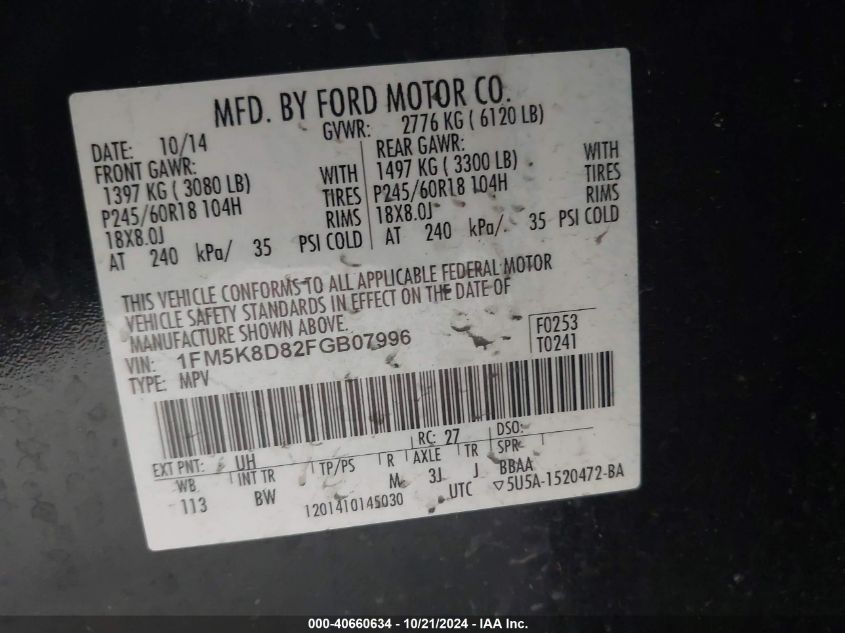 MFD. BY FORD MOTOR CO.
DATE: 10/14 GVWR: 2776 KG ( 6120 LB)
FRONT GAWR: REAR GAWR:
1397 KG ( 3080 LB) WITH 1497 KG ( 3300 LB) WITH
P245/60R18 104H TIRES P245/60R18 104H TIRES
18X8.0J RIMS 18X8.0J RIMS
AT 240 kPa/ 35 PSI COLD AT 240 kPa/. 35 PSI COLD
THIS VEHICLE CONFORMS TO ALL APPLICABLE FEDERAL MOTOR
VEHICLE SAFETY STANDARDS IN EFFECT ON THE DATE OF
MANUFACTURE SHOWN ABOVE.
VIN: 1FM5K8D82FGB07996 F0253
TYPE: MPV T0241
EXT PNT: UH RC: 27 DSO:
WB INT TR TP/PS R AXLE TR SPR
113 BW M 3J J BBAA
1201410145030 UTC ▽5U5A-1520472-BA
000-40660634 - 10/21/2024 - IAA Inc.